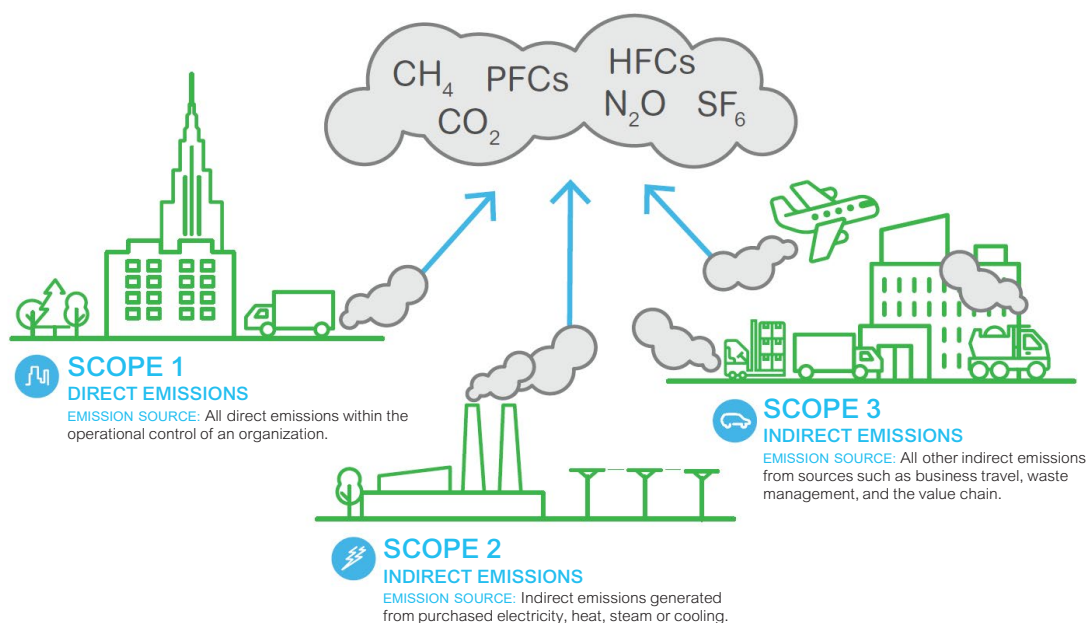 CH₄ PFCs HFCs
CO₂ N₂O SF₆
SCOPE 1
DIRECT EMISSIONS
EMISSION SOURCE: All direct emissions within the
operational control of an organization.
SCOPE 2
INDIRECT EMISSIONS
EMISSION SOURCE: Indirect emissions generated
from purchased electricity, heat, steam or cooling.
SCOPE 3
INDIRECT EMISSIONS
EMISSION SOURCE: All other indirect emissions
from sources such as business travel, waste
management, and the value chain.